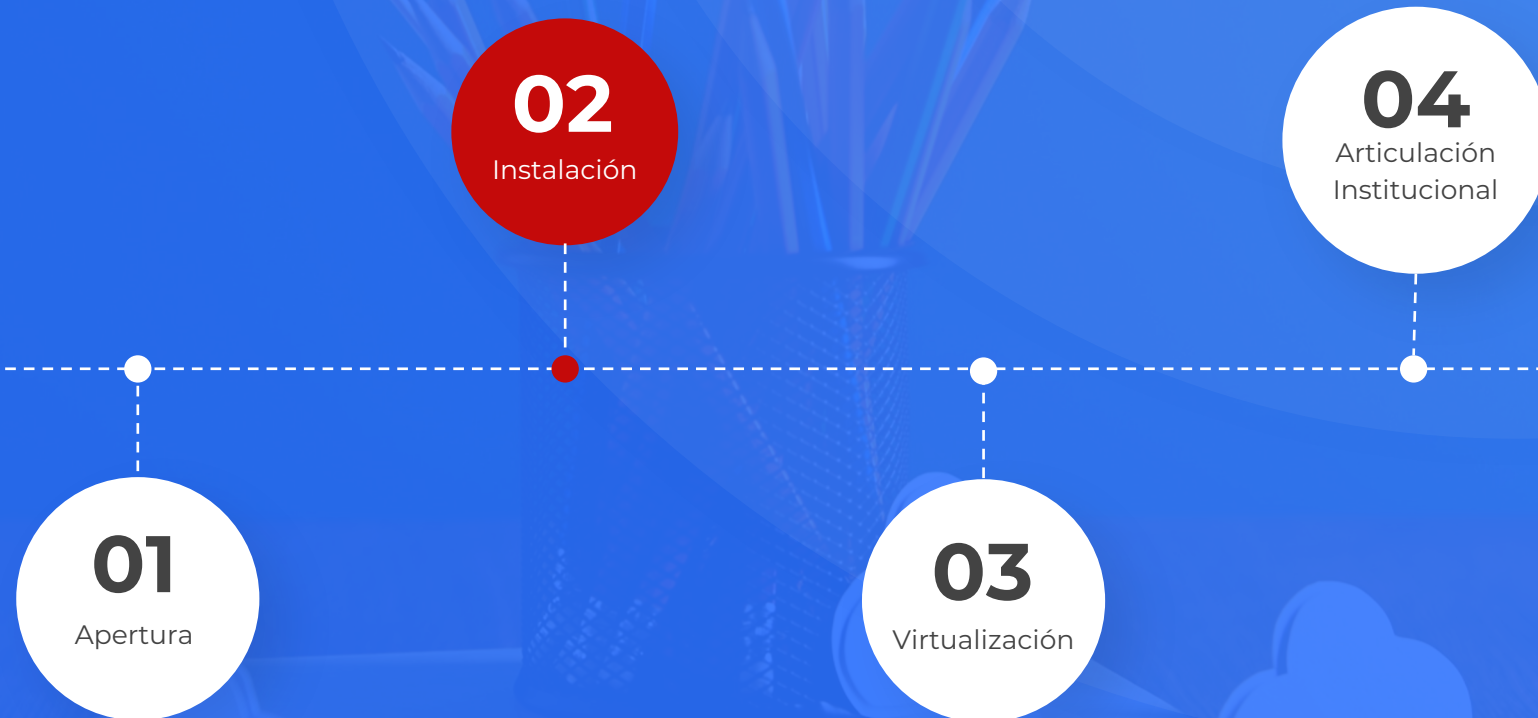 01
Apertura
02
Instalación
03
Virtualización
04
Articulación
Institucional